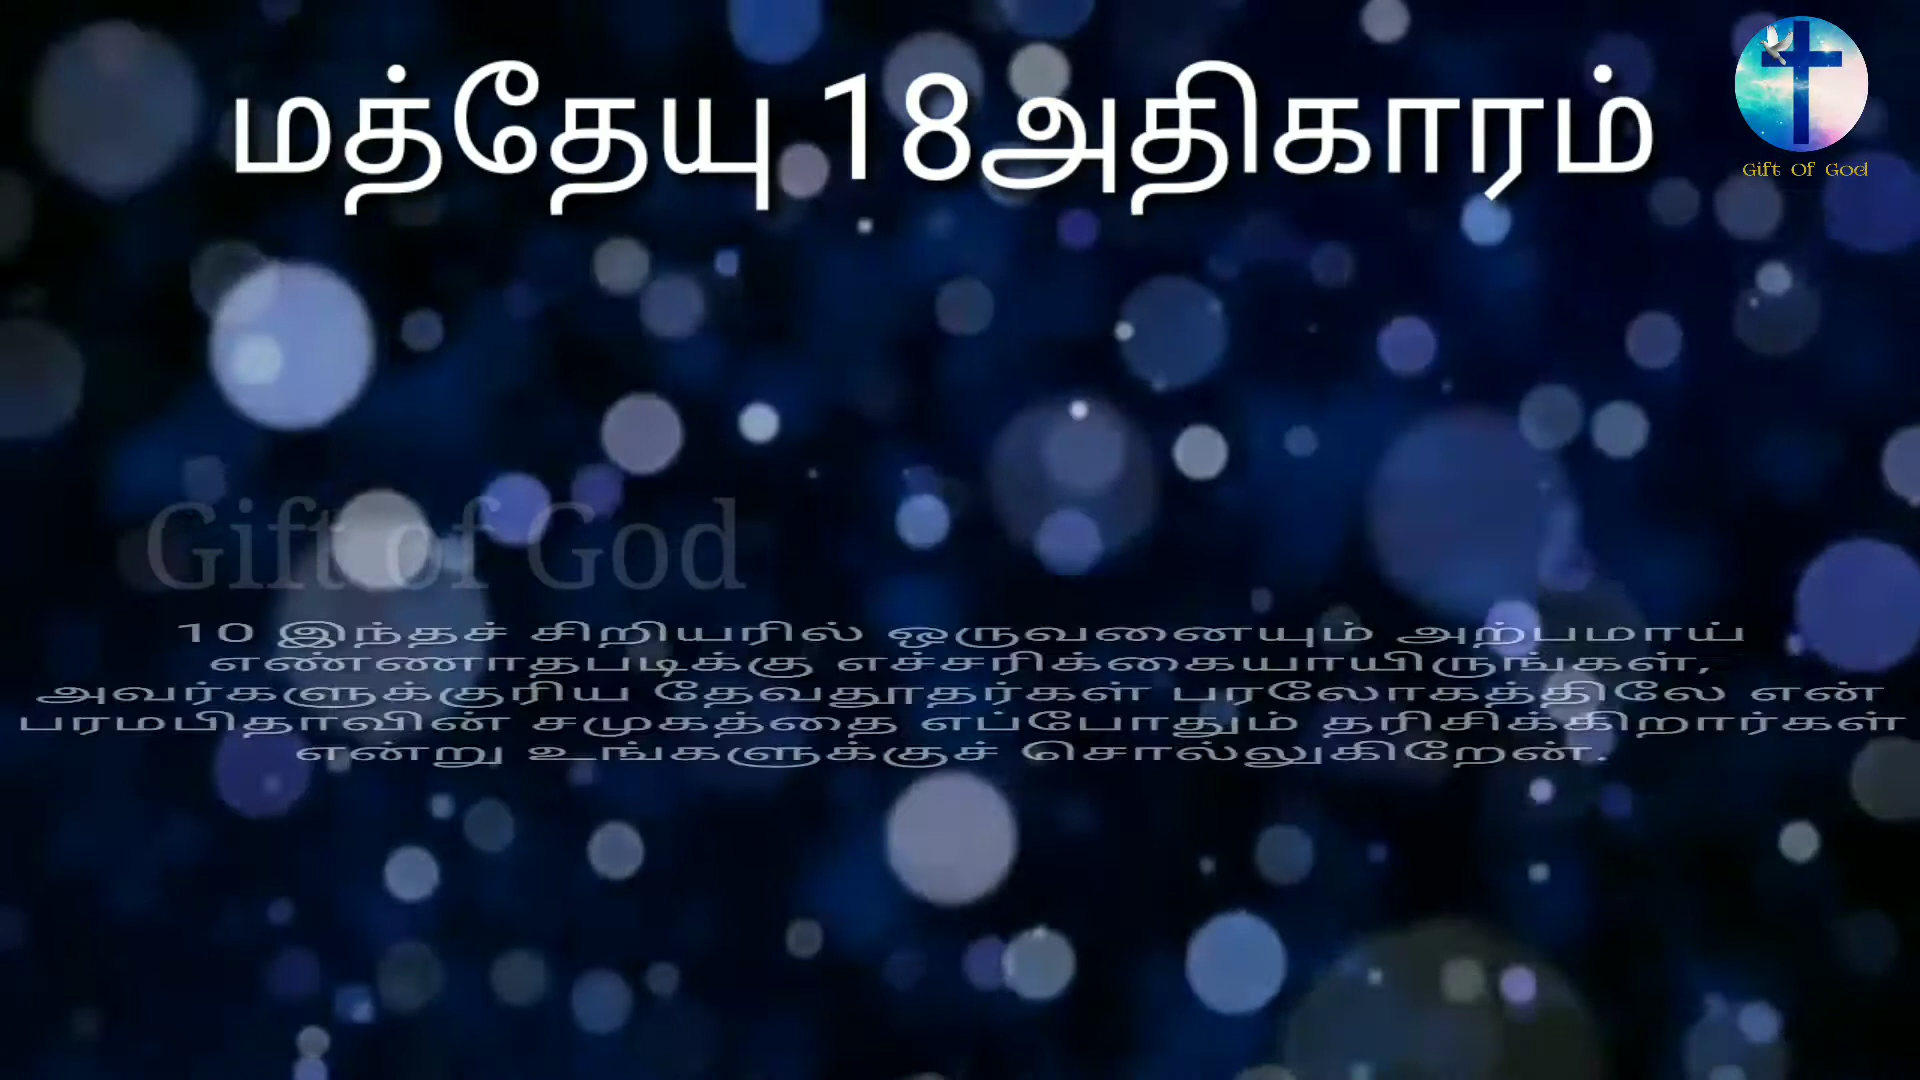 மத்தேயு 18அதிகாரம்
Gift Of God
Gift of God
10 இந்தச் சிறியரில் ஒருவனையும் அற்பமாய்
எண்ணாதபடிக்கு எச்சரிக்கையாயிருங்கள்,
அவர்களுக்குரிய தேவதூதர்கள் பரலோகத்திலே என்
பரமபிதாவின் சமுகத்தை எப்போதும் தரிசிக்கிறார்கள்
என்று உங்களுக்குச் சொல்லுகிறேன்.